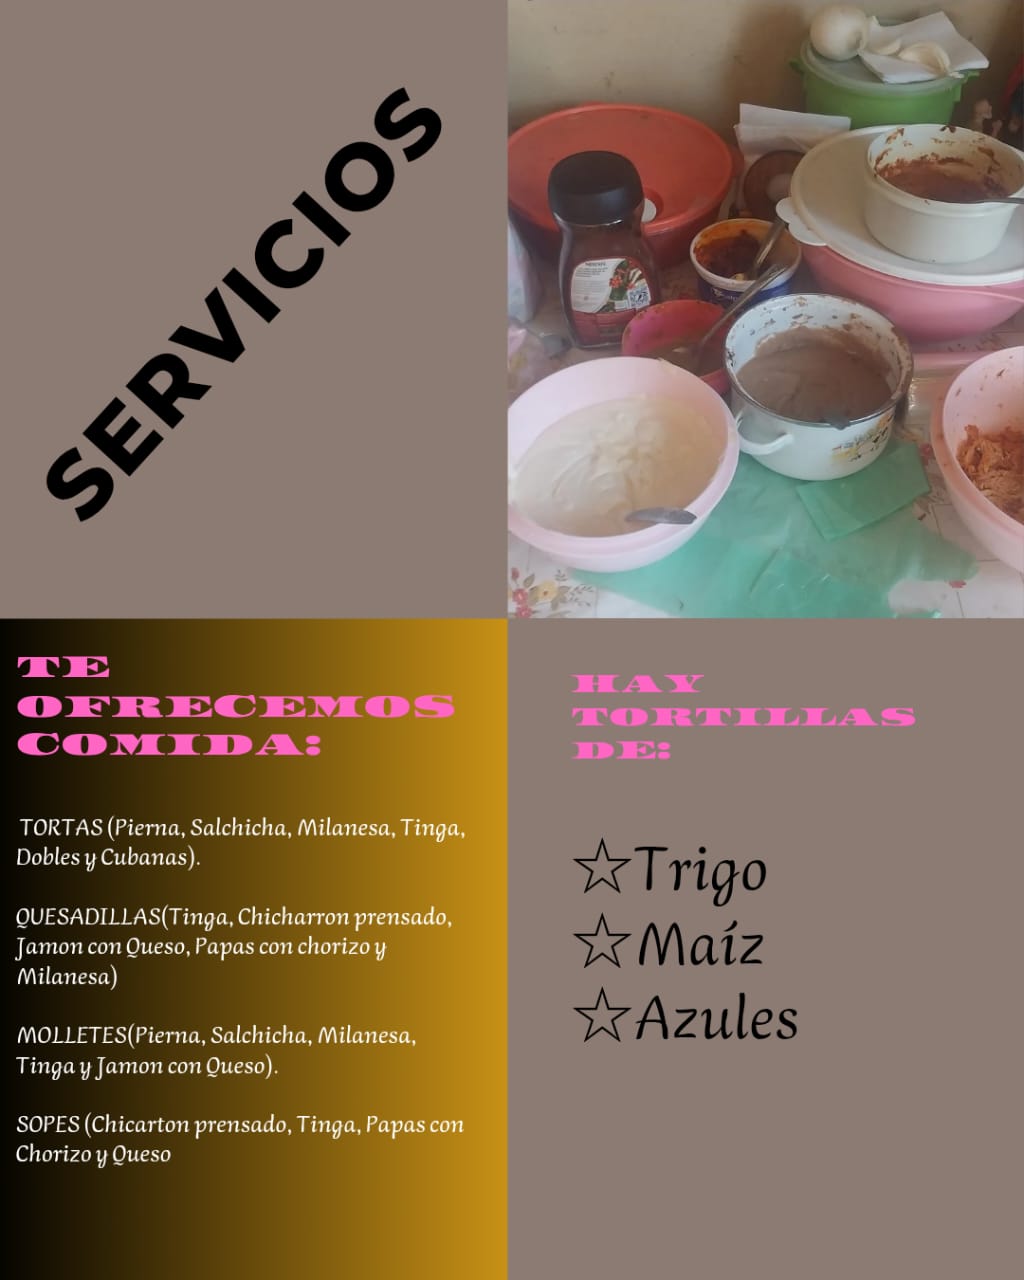 SERVICIOS
TE
OFRECEMOS
COMIDA:
TORTAS (Pierna, Salchicha, Milanesa, Tinga,
Dobles y Cubanas).
QUESADILLAS(Tinga, Chicharron prensado,
Jamon con Queso, Papas con chorizo y
Milanesa)
MOLLETES(Pierna, Salchicha, Milanesa,
Tinga y Jamon con Queso).
SOPES (Chicarton prensado, Tinga, Papas con
Chorizo y Queso
HAY
TORTILLAS
DE:
☆Trigo
☆Maíz
☆Azules